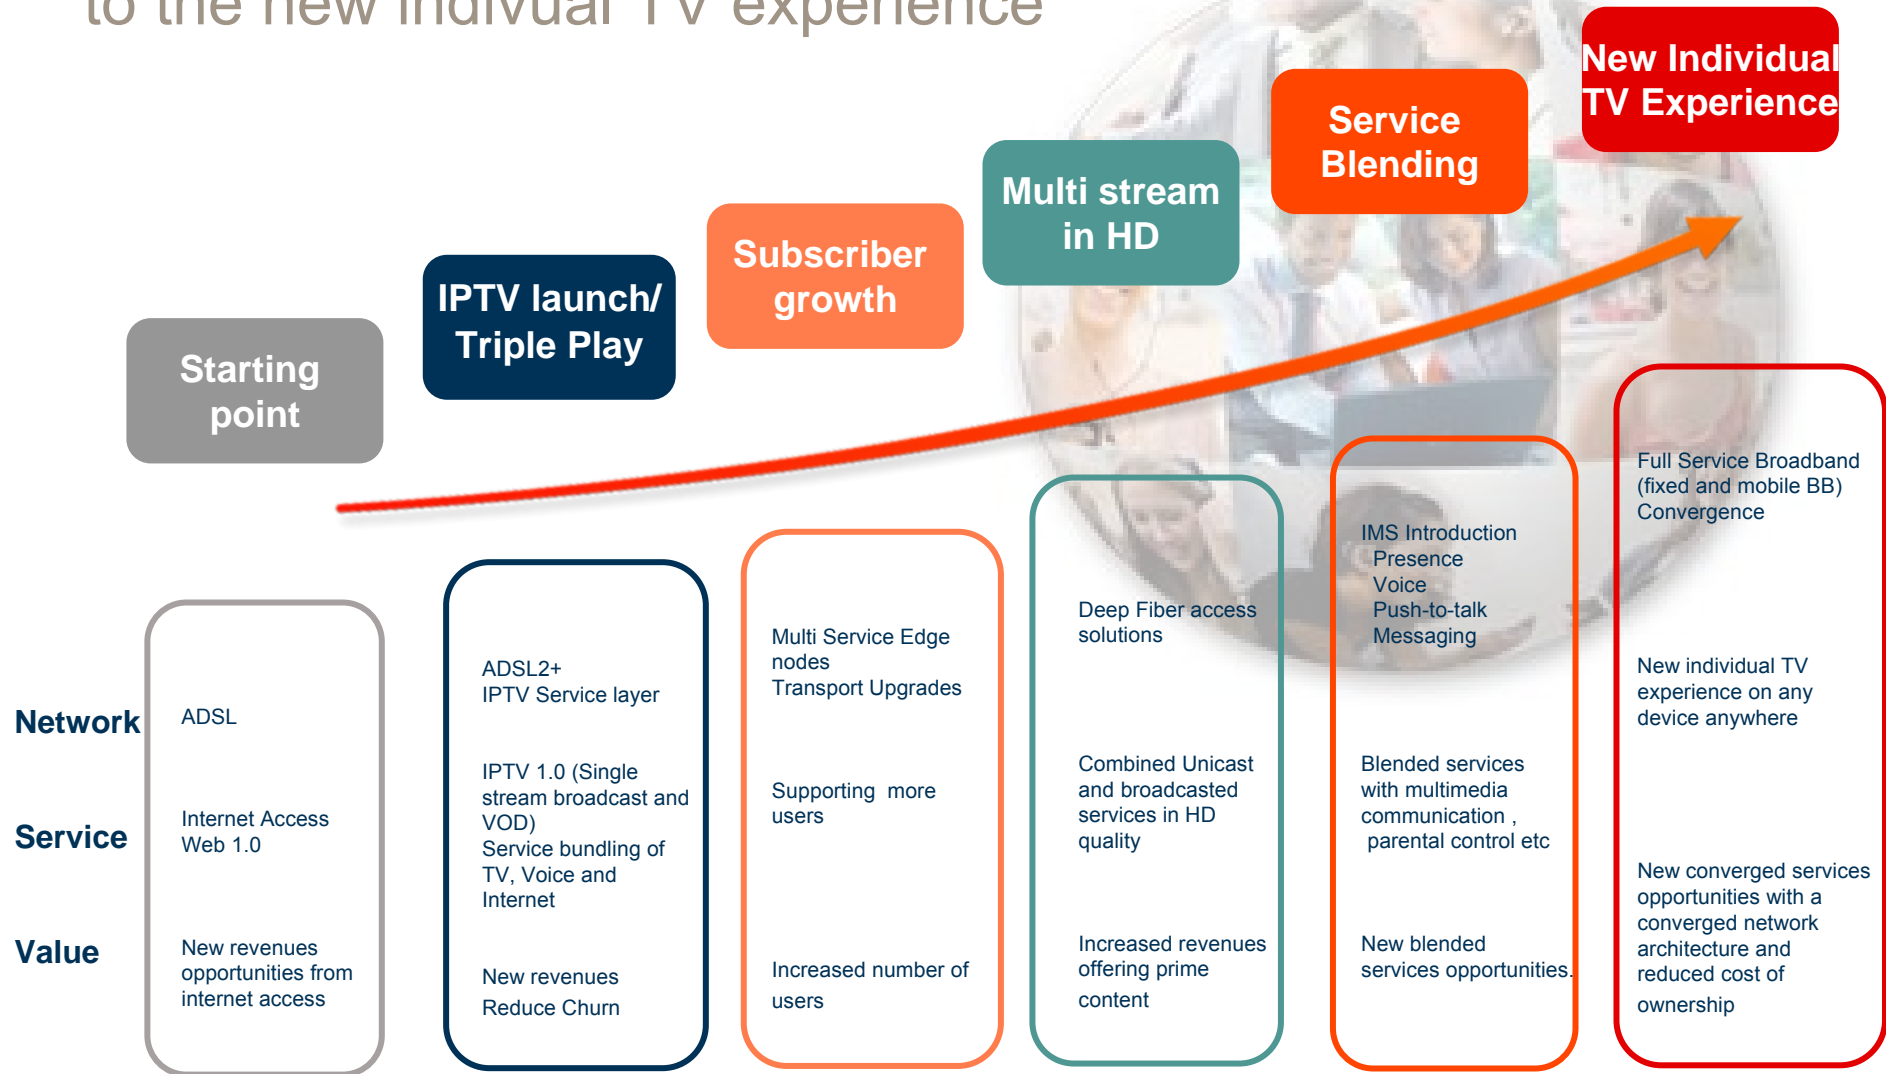 to the new indivual TV experience
New Individual
TV Experience
Service
Blending
Multi stream
in HD
Subscriber
growth
IPTV launch/
Triple Play
Starting
point
Network
Service
Value
ADSL
Internet Access
Web 1.0
New revenues
opportunities from
internet access
ADSL2+
IPTV Service layer
IPTV 1.0 (Single
stream broadcast and
VOD)
Service bundling of
TV, Voice and
Internet
New revenues
Reduce Churn
Multi Service Edge
nodes
Transport Upgrades
Supporting  more
users
Increased number of
users
Deep Fiber access
solutions
Combined Unicast
and broadcasted
services in HD
quality
Increased revenues
offering prime
content
IMS Introduction
Presence
Voice
Push-to-talk
Messaging
Blended services
with multimedia
communication ,
parental control etc
New blended
services opportunities.
Full Service Broadband
(fixed and mobile BB)
Convergence
New individual TV
experience on any
device anywhere
New converged services
opportunities with a
converged network
architecture and
reduced cost of
ownership